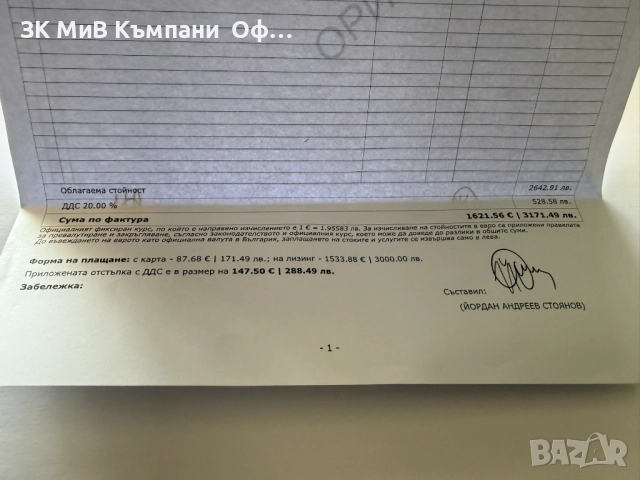 3К МиВ Къмпани Оф...
ОРИ
Облагаема стойност 2642.91 лв.
ДДС 20.00 % 528.58 лв.
Сума по фактура 1621.56 € | 3171.49 лв.
Официалният фиксиран курс, по който е направено изчислението е 1 € = 1.95583 лв. За изчисляване на стойностите в евро са приложени правилата
за превалутиране и закръгляване, съгласно законодателството и официалния курс, което може да доведе до разлики в общите суми.
До въвеждането на еврото като официална валута в България, заплащането на стоките и услугите се извършва само в лева.
Форма на плащане: с карта - 87.68 € | 171.49 лв.; на лизинг - 1533.88 € | 3000.00 лв.
Приложената отстъпка с ДДС е в размер на 147.50 € | 288.49 лв.
Забележка:
Съставил:
(ЙОРДАН АНДРЕЕВ СТОЯНОВ)
- 1 -
BAZAR